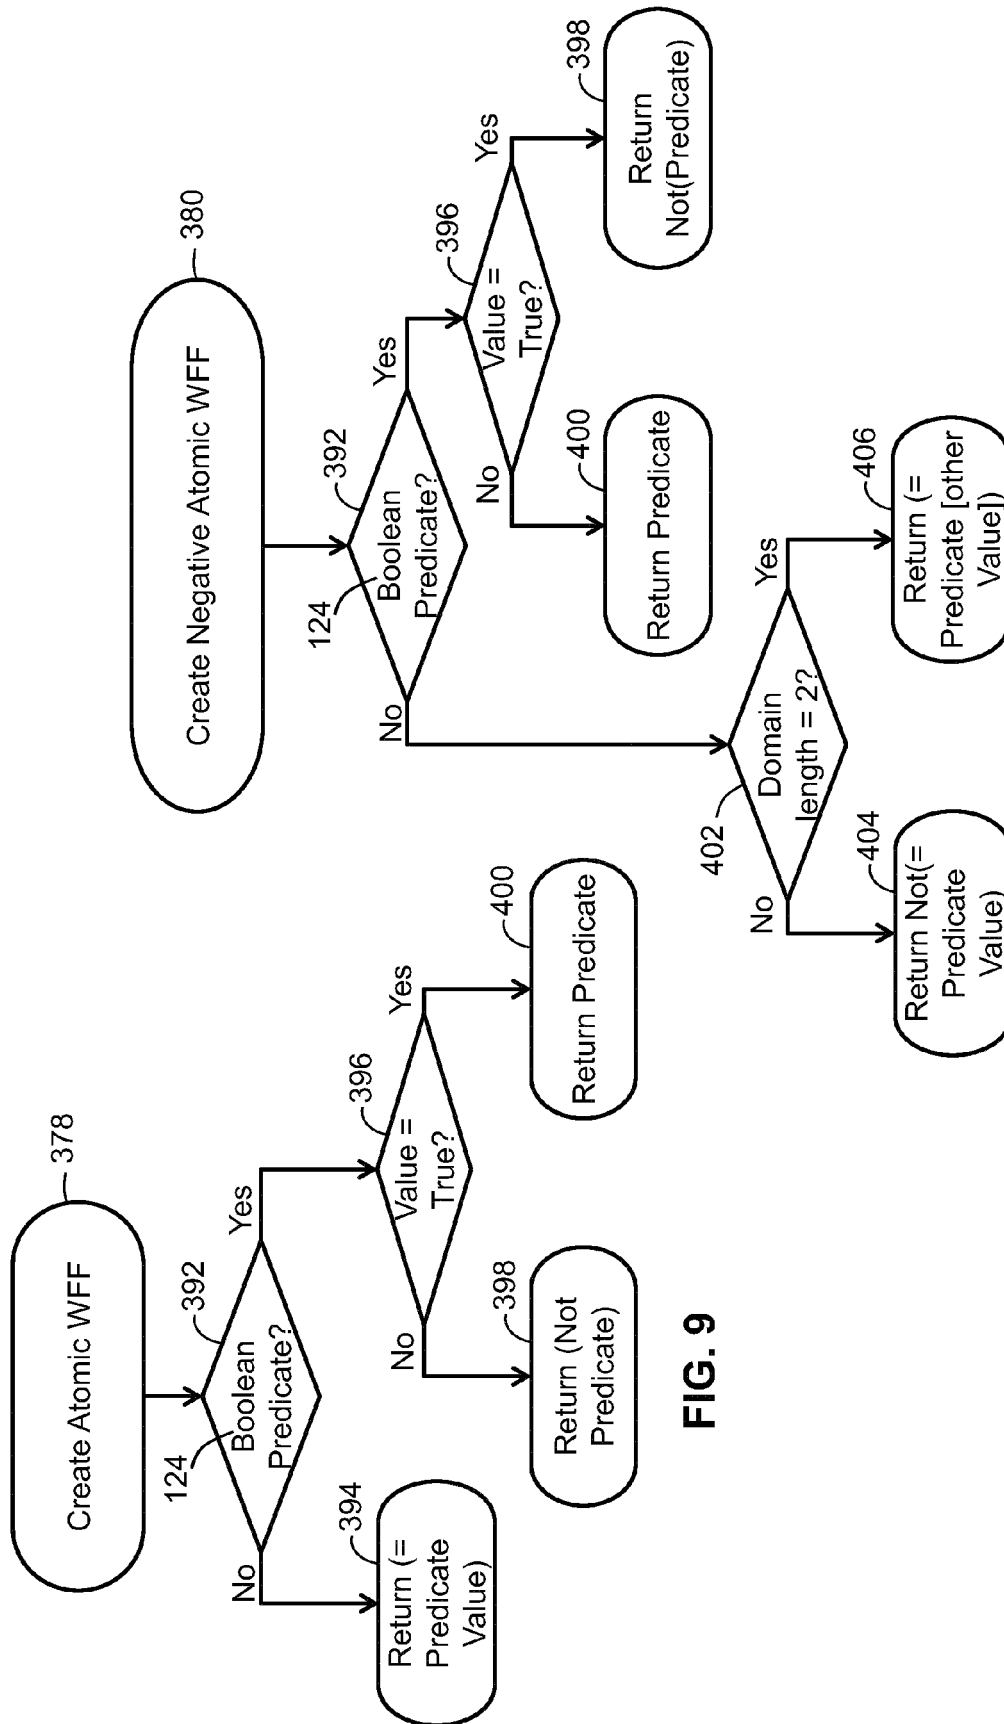 Create Atomic WFF
378
124
Boolean
Predicate?
392
No
Yes
Return (=
Predicate
Value)
394
Value =
True?
396
No
Yes
Return (Not
Predicate)
398
Return Predicate
400
Create Negative Atomic WFF
380
124
Boolean
Predicate?
392
No
Yes
Value =
True?
396
No
Yes
Return Predicate
400
Return
Not(Predicate)
398
402
Domain
length = 2?
No
Yes
Return Not(=
Predicate
Value)
404
Return (=
Predicate [other
Value])
406
FIG. 9